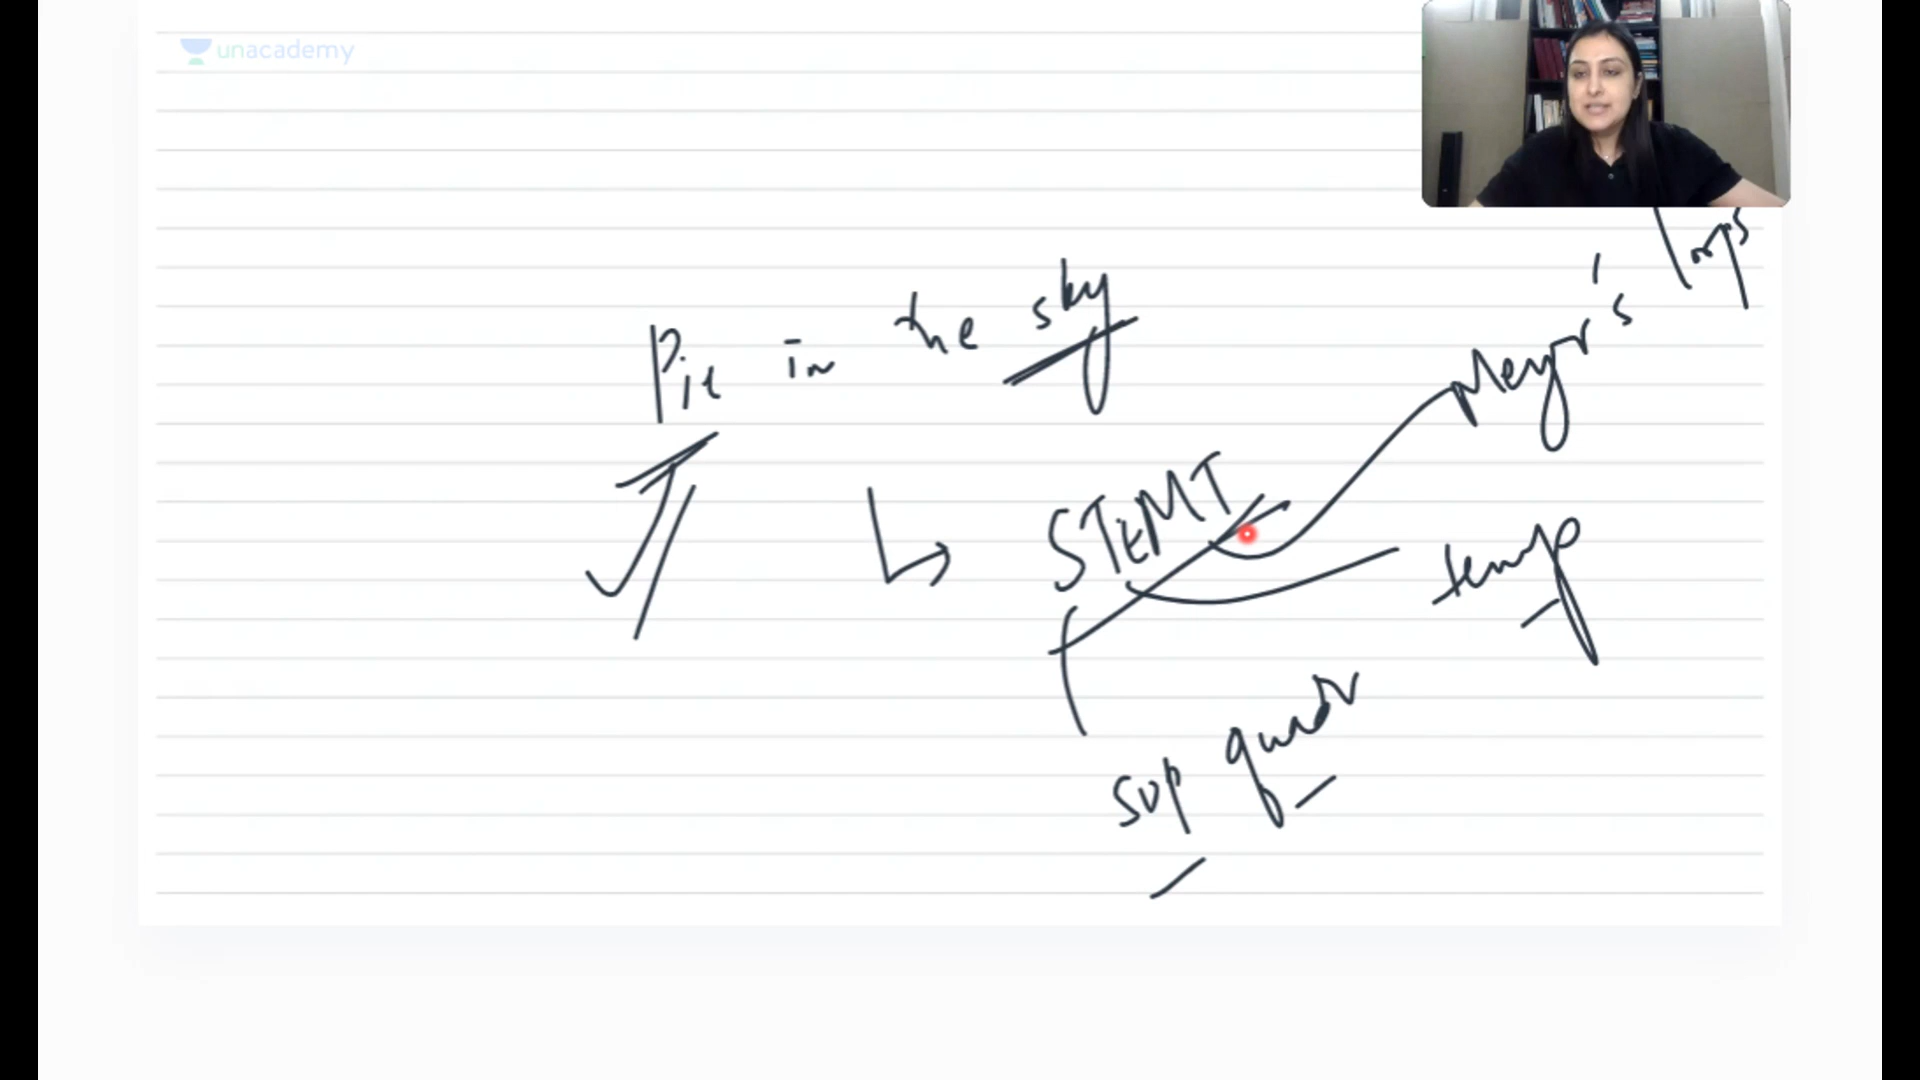 unacademy
Pie in the sky
STEMT
Meyer's loops
temp
sup quadr